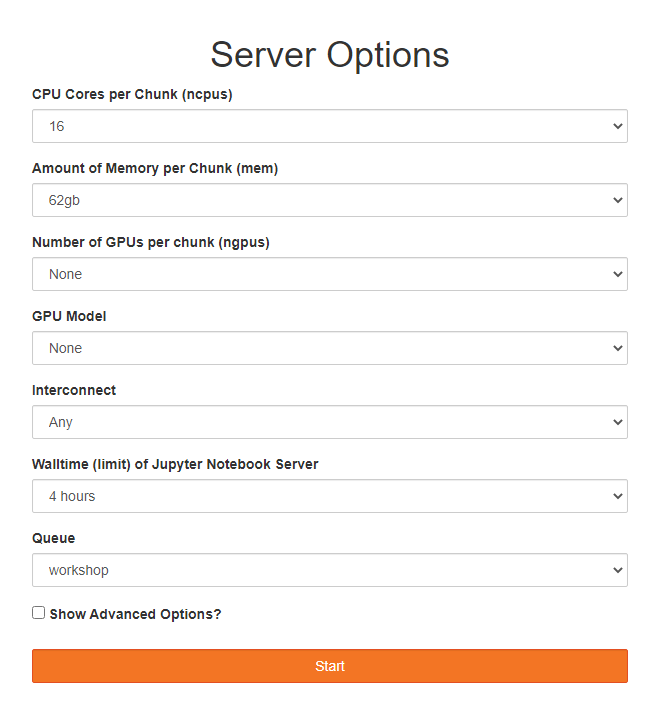 Server Options
CPU Cores per Chunk (ncpus)
16
Amount of Memory per Chunk (mem)
62gb
Number of GPUs per chunk (ngpus)
None
GPU Model
None
Interconnect
Any
Walltime (limit) of Jupyter Notebook Server
4 hours
Queue
workshop
Show Advanced Options?
Start